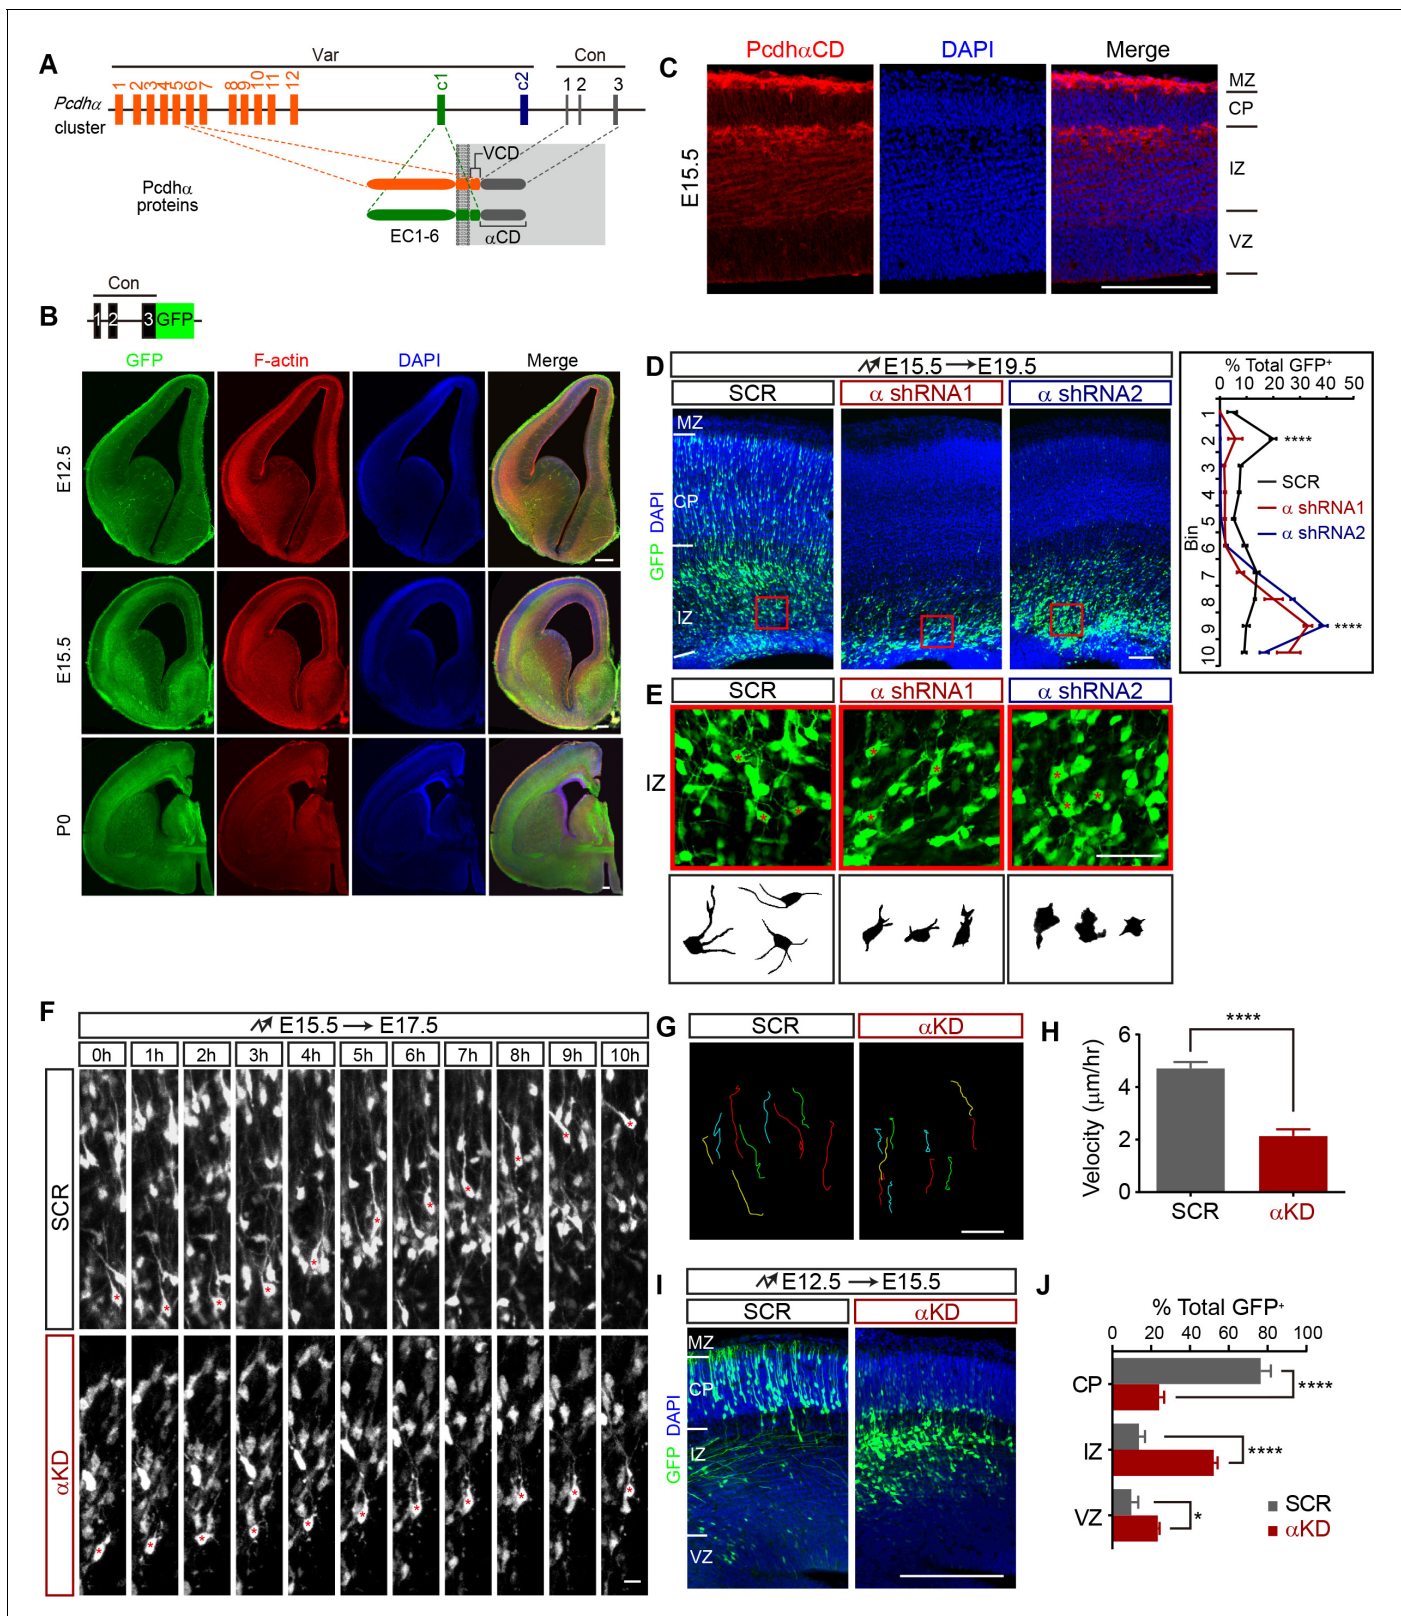 A
Var
Con
1 2 3 4 5 6 7 8 9 10 11 12 c1 c2 1 2 3
Pcdhα
cluster
VCD
Pcdhα
proteins
EC1-6
αCD
B
Con
1 2 3 GFP
GFP F-actin DAPI Merge
E12.5
E15.5
P0
C
PcdhαCD DAPI Merge
E15.5
MZ
CP
IZ
VZ
D
E15.5 → E19.5
SCR α shRNA1 α shRNA2
GFP DAPI
MZ
CP
IZ
% Total GFP+
0 10 20 30 40 50
Bin
1
2
3
4
5
6
7
8
9
10
****
SCR
α shRNA1
α shRNA2
****
E
SCR α shRNA1 α shRNA2
IZ
* * * *
* * *
* * * *
F
E15.5 → E17.5
0h 1h 2h 3h 4h 5h 6h 7h 8h 9h 10h
SCR
* * * * * * * * * * *
αKD
* * * * * * * * * * *
G
SCR αKD
H
Velocity (μm/hr)
6
4
2
0
****
SCR αKD
I
E12.5 → E15.5
SCR αKD
GFP DAPI
MZ
CP
IZ
VZ
J
% Total GFP+
0 20 40 60 80 100
CP
****
IZ
****
VZ
*
SCR
αKD